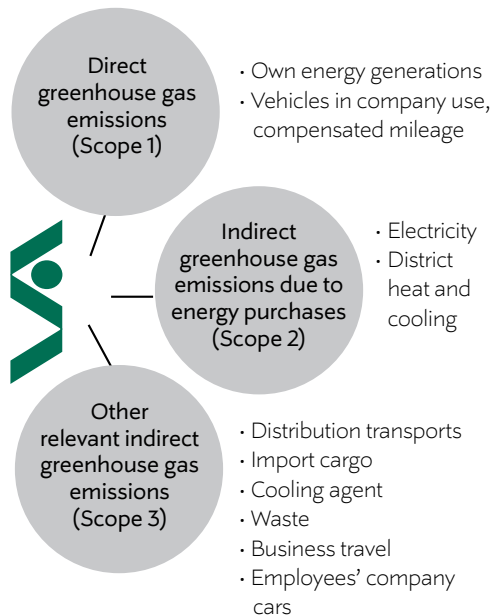 Direct
greenhouse gas
emissions
(Scope 1)
· Own energy generations
· Vehicles in company use,
compensated mileage
Indirect
greenhouse gas
emissions due to
energy purchases
(Scope 2)
· Electricity
· District
heat and
cooling
Other
relevant indirect
greenhouse gas
emissions
(Scope 3)
· Distribution transports
· Import cargo
· Cooling agent
· Waste
· Business travel
· Employees’ company
cars